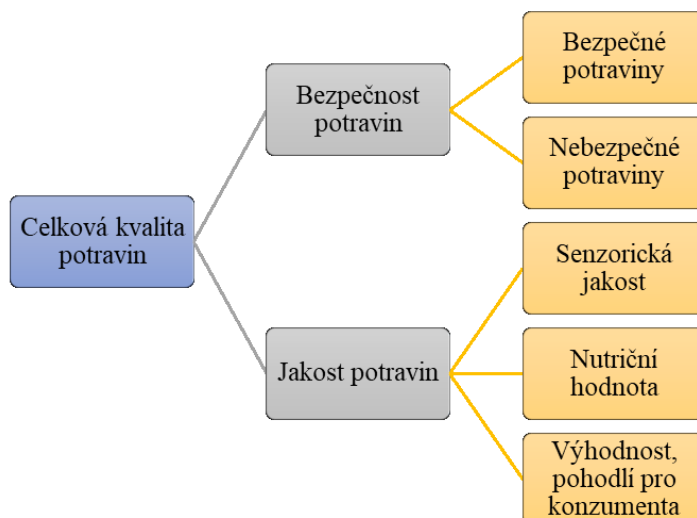 Bezpečné
potraviny
Bezpečnost
potravin
Nebezpečné
potraviny
Celková kvalita
potravin
Senzorická
jakost
Jakost potravin
Nutriční
hodnota
Výhodnost,
pohodlí pro
konzumenta